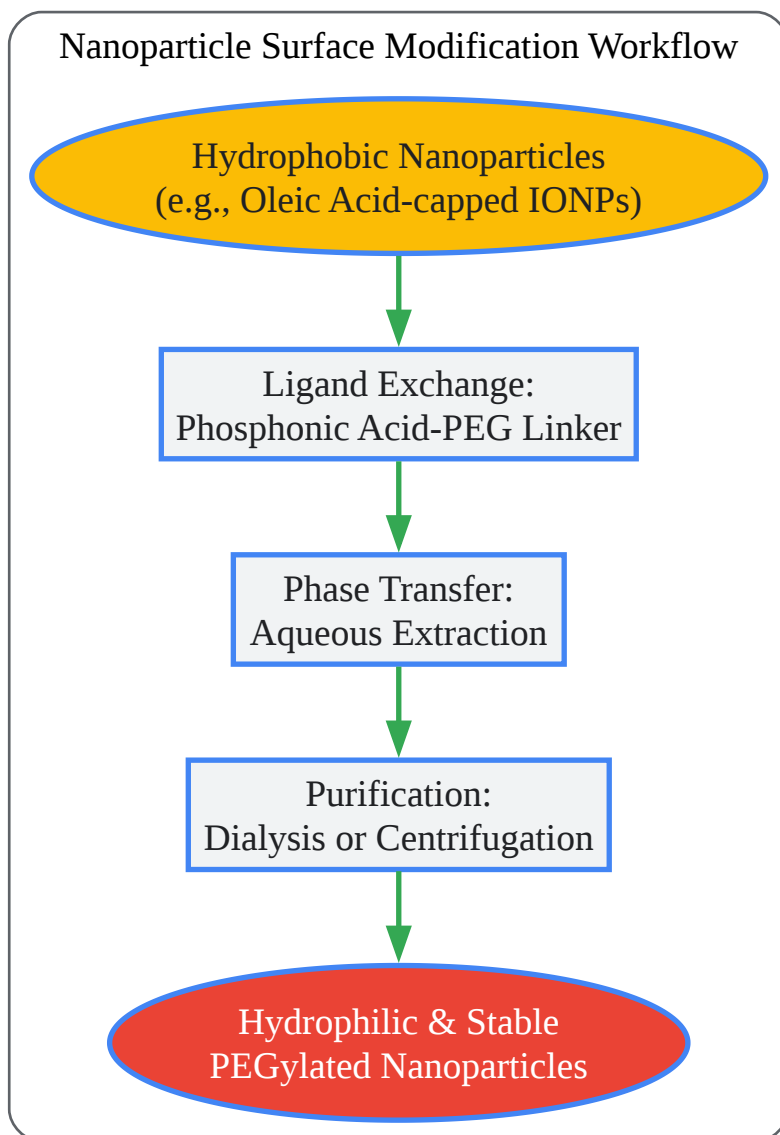 Nanoparticle Surface Modification Workflow
Hydrophobic Nanoparticles
(e.g., Oleic Acid-capped IONPs)
Ligand Exchange:
Phosphonic Acid-PEG Linker
Phase Transfer:
Aqueous Extraction
Purification:
Dialysis or Centrifugation
Hydrophilic & Stable
PEGylated Nanoparticles